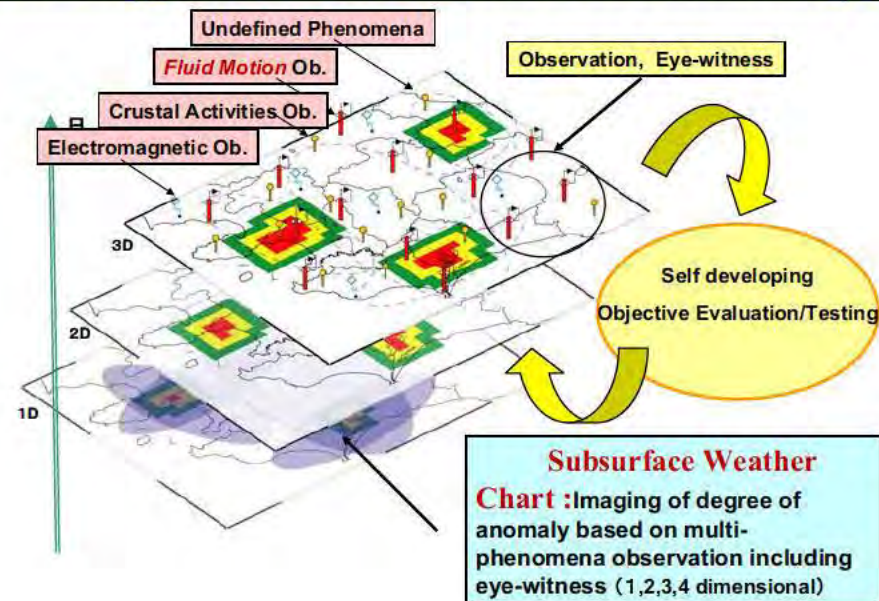 Undefined Phenomena
Fluid Motion Ob.
Observation, Eye-witness
Crustal Activities Ob.
Electromagnetic Ob.
3D
Self developing
Objective Evaluation/Testing
2D
1D
Subsurface Weather
Chart :Imaging of degree of
anomaly based on multi-
phenomena observation including
eye-witness (1,2,3,4 dimensional)